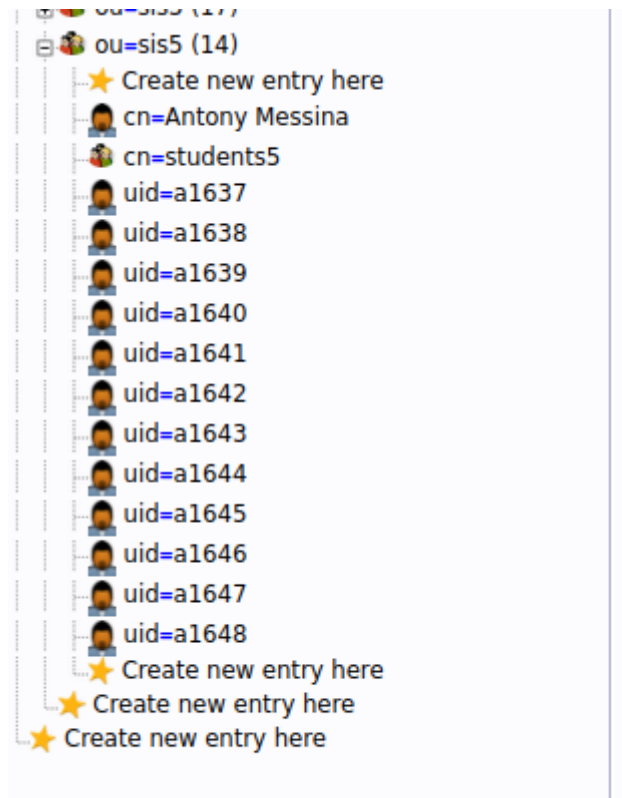 ou=sis5 (14)
Create new entry here
cn=Antony Messina
cn=students5
uid=a1637
uid=a1638
uid=a1639
uid=a1640
uid=a1641
uid=a1642
uid=a1643
uid=a1644
uid=a1645
uid=a1646
uid=a1647
uid=a1648
Create new entry here
Create new entry here
Create new entry here